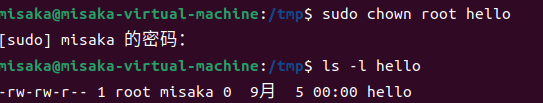 misaka@misaka-virtual-machine:/tmp$ sudo chown root hello
[sudo] misaka 的密码：
misaka@misaka-virtual-machine:/tmp$ ls -l hello
-rw-rw-r-- 1 root misaka 0  9月  5 00:00 hello